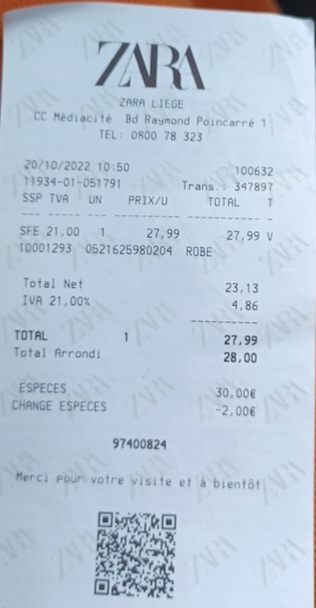 ZARA
ZARA LIEGE
CC Médiacité Bd Raymond Poincarré 1
TEL: 0800 78 323
20/10/2022 10:50 100632
11934-01-051791 Trans.: 347897
SSP TVA UN PRIX/U TOTAL T
SFE 21,00 1 27,99 27,99 V
10001293 0521625980204 ROBE
Total Net 23,13
IVA 21,00% 4,86
TOTAL 1 27,99
Total Arrondi 28,00
ESPECES 30,00€
CHANGE ESPECES -2,00€
97400824
Merci pour votre visite et à bientôt